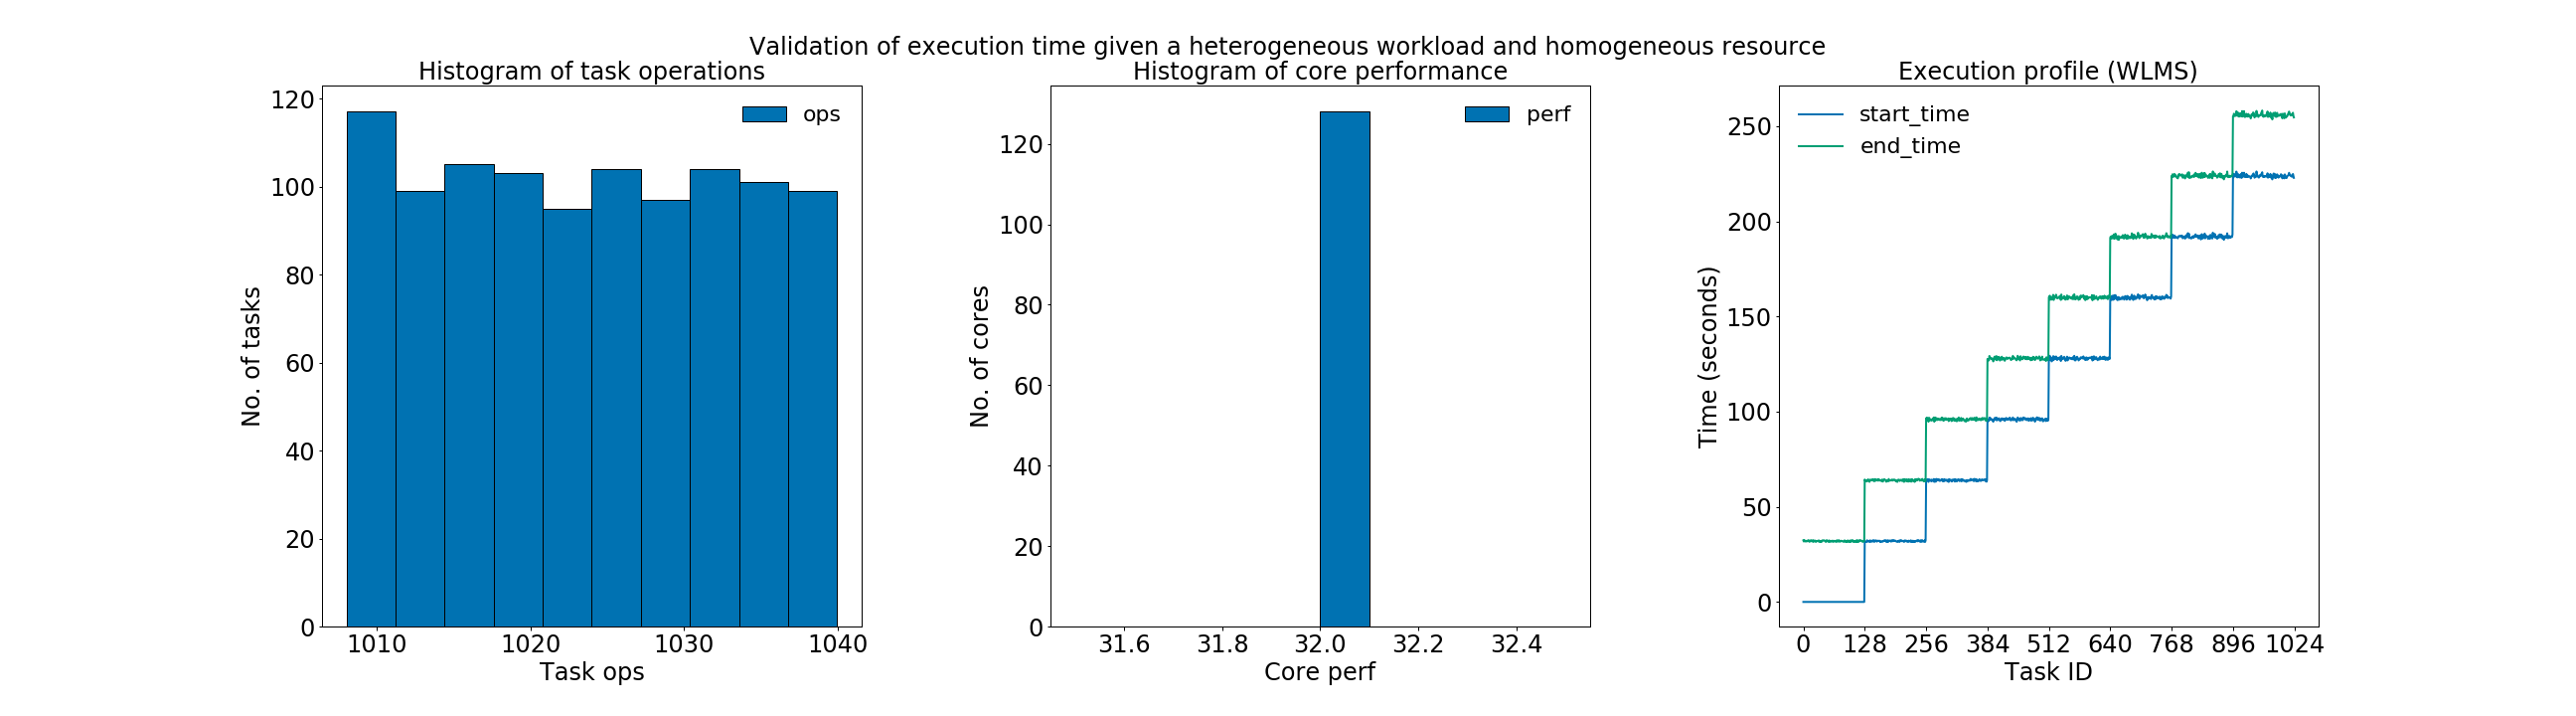 Validation of execution time given a heterogeneous workload and homogeneous resource
Histogram of task operations
120
100
80
60
40
20
0
No. of tasks
ops
1010 1020 1030 1040
Task ops
Histogram of core performance
120
100
80
60
40
20
0
No. of cores
perf
31.6 31.8 32.0 32.2 32.4
Core perf
Execution profile (WLMS)
250
200
150
100
50
0
Time (seconds)
start_time
end_time
0 128 256 384 512 640 768 896 1024
Task ID